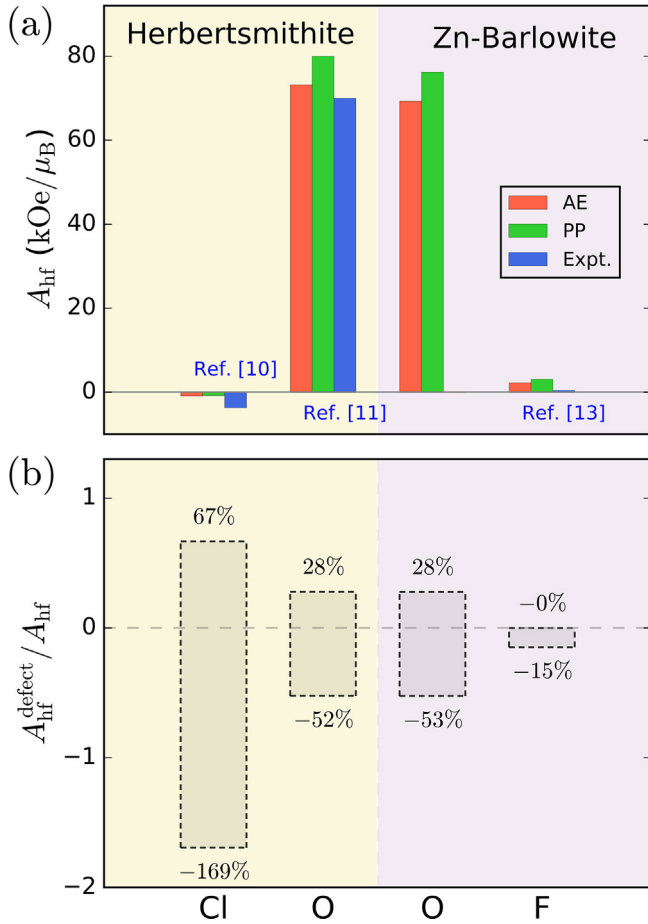 (a)
Herbertsmithite
Zn-Barlowite
80
60
40
20
0
A_hf (kOe/μ_B)
AE
PP
Expt.
Ref. [10]
Ref. [11]
Ref. [13]
(b)
1
0
−1
−2
A_hf^defect / A_hf
67%
−169%
28%
−52%
28%
−53%
−0%
−15%
Cl
O
O
F